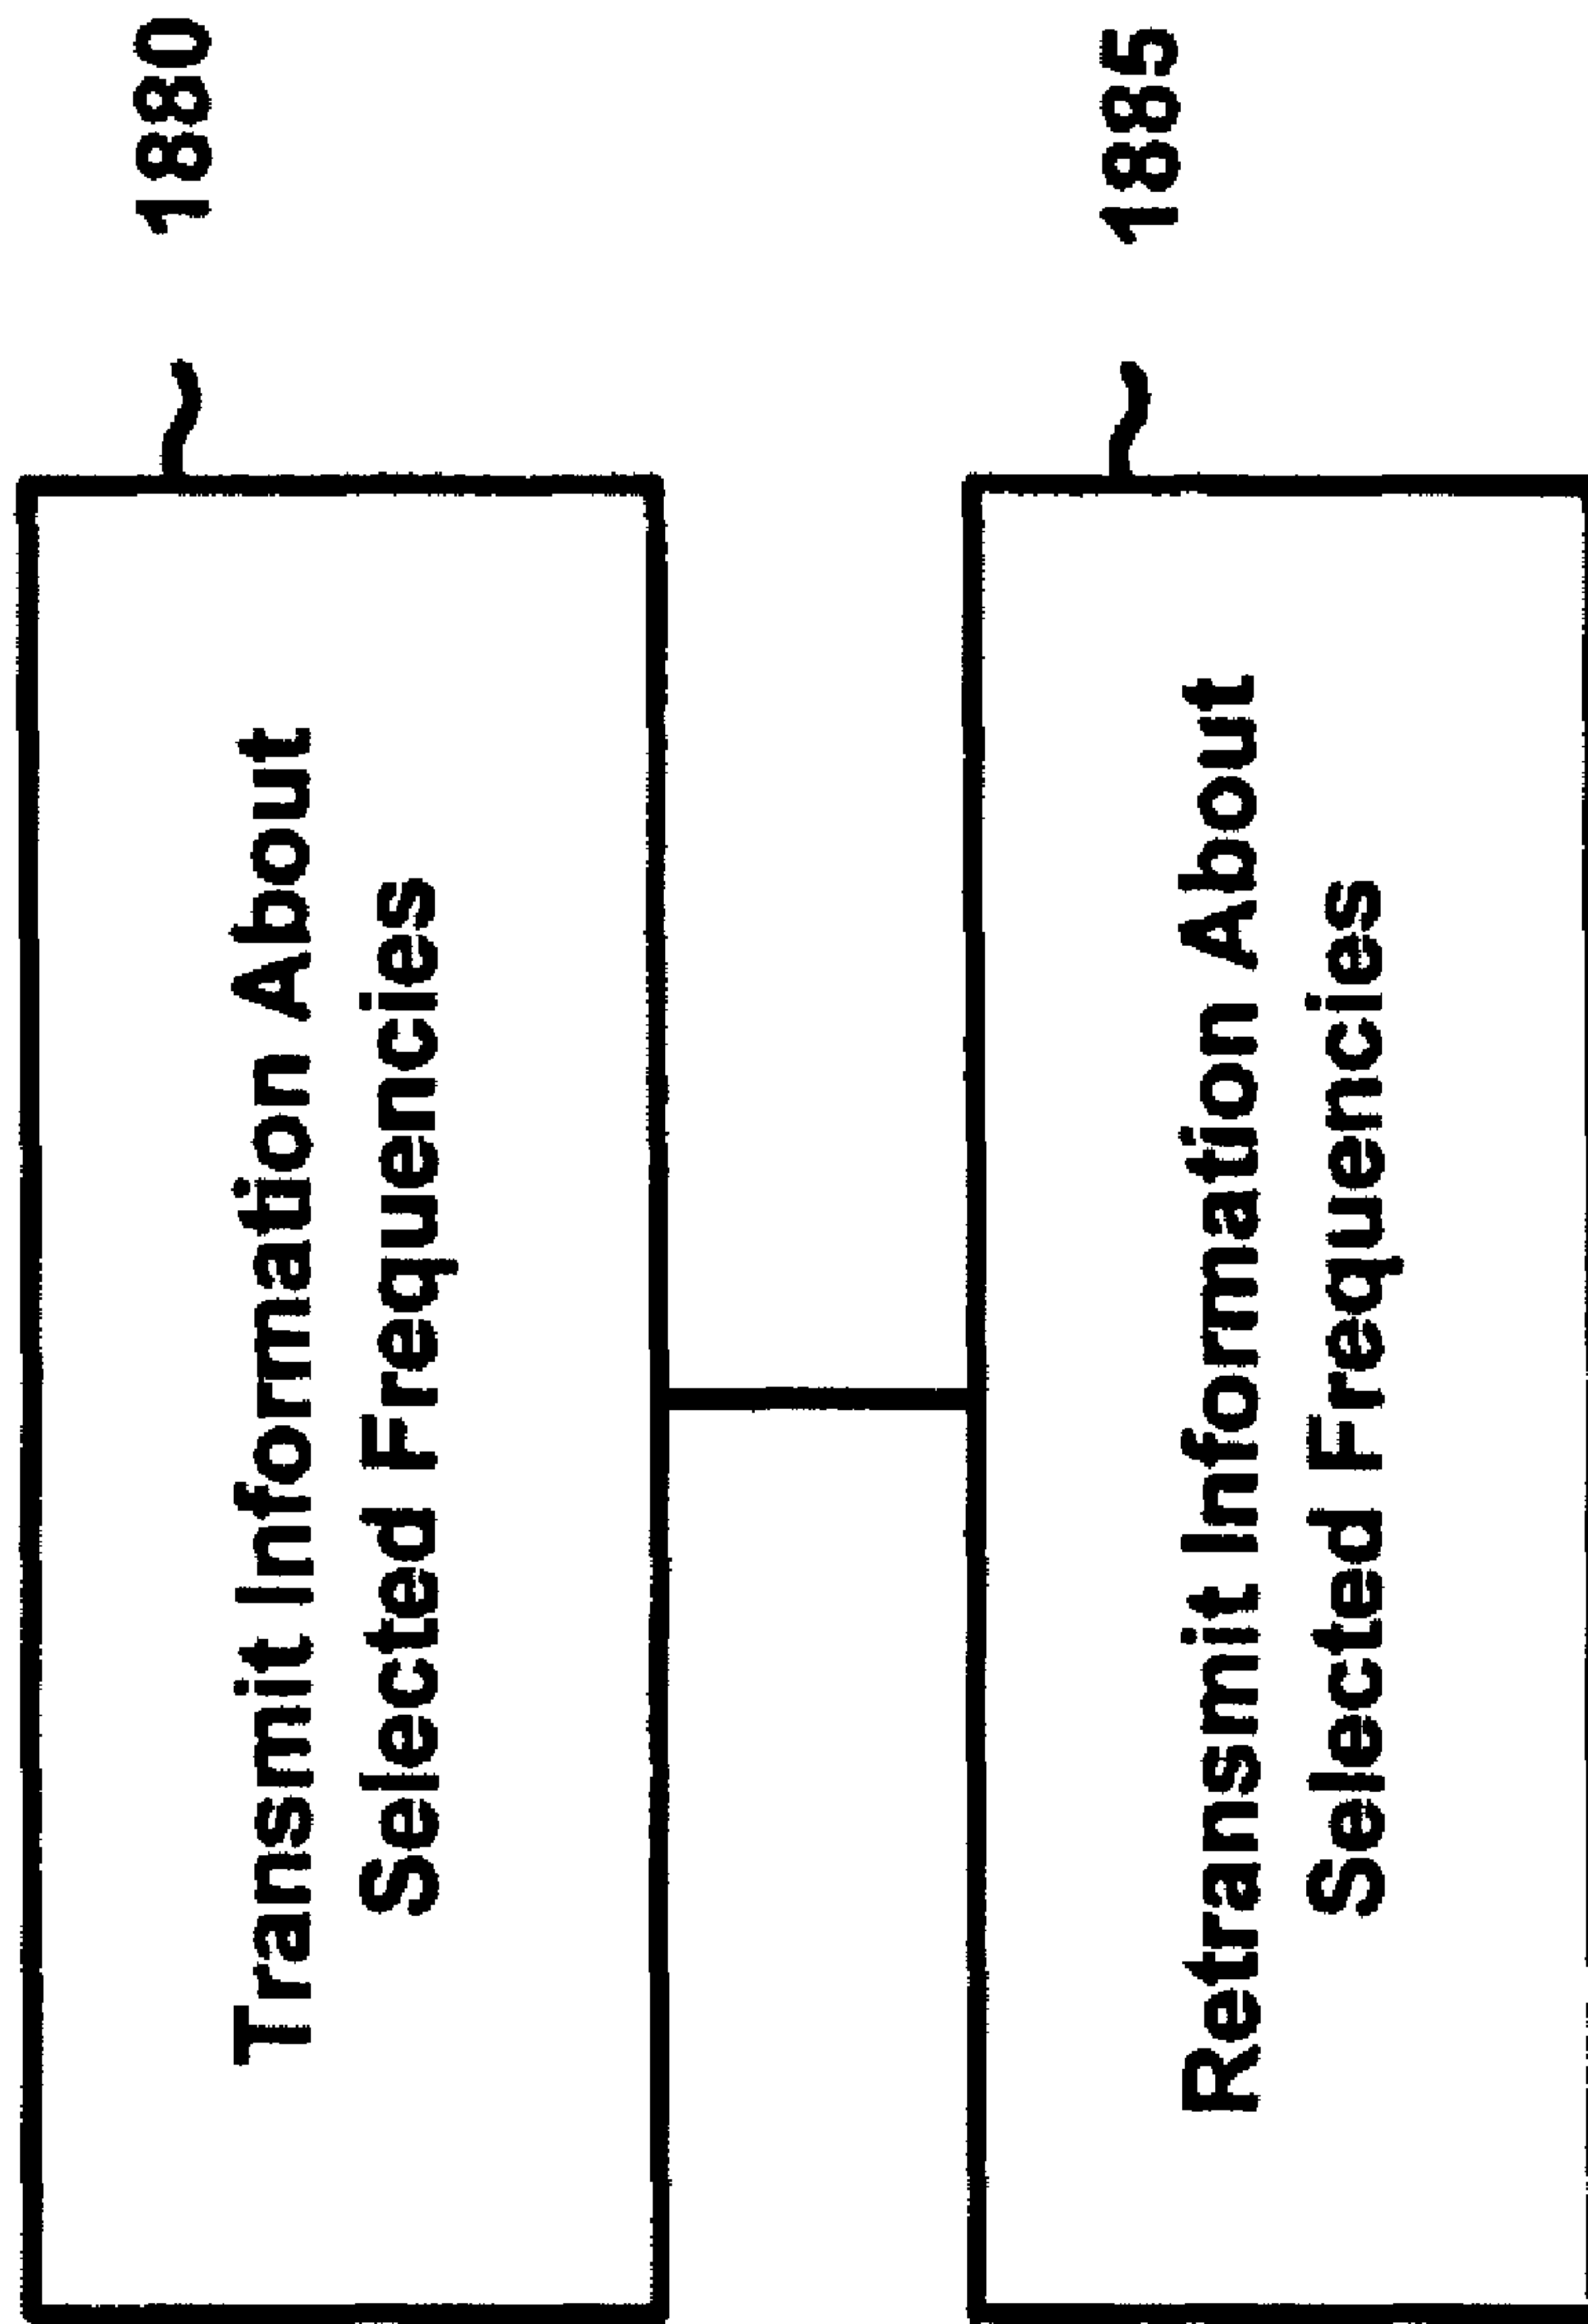 1880
Transmit Information About
Selected Frequencies
1885
Retransmit Information About
Selected Frequencies